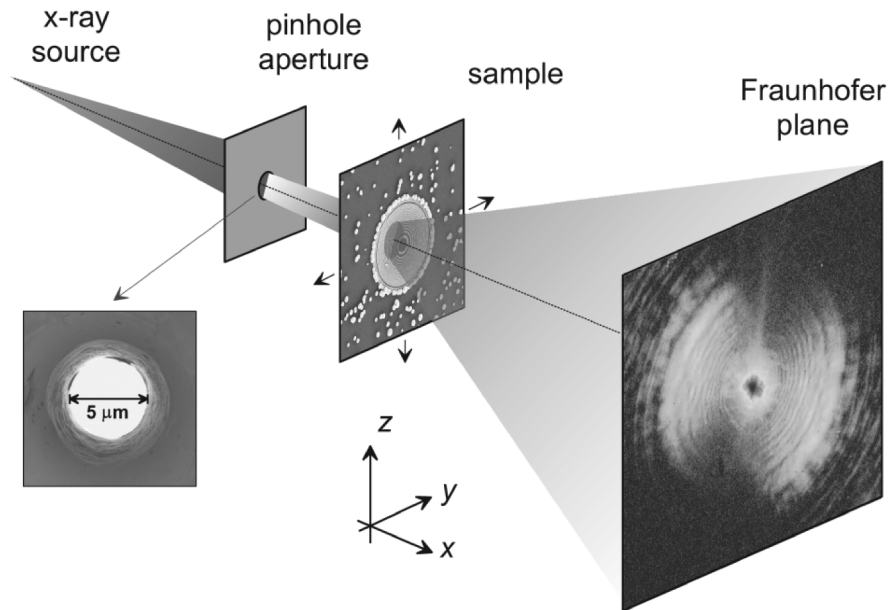 x-ray
source
pinhole
aperture
sample
Fraunhofer
plane
5 μm
z
y
x